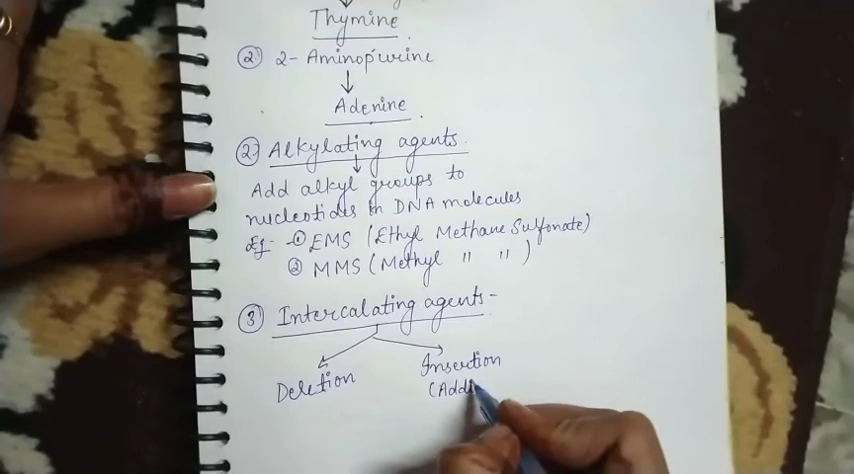 Thymine
② 2- Aminopurine
↓
Adenine.
② Alkylating agents-
↓
Add alkyl groups to
nucleotides in DNA molecules
Eg- -① EMS (Ethyl Methane Sulfonate)
② MMS (Methyl " " )
③ Intercalating agents-
Deletion Insertion
(Addi